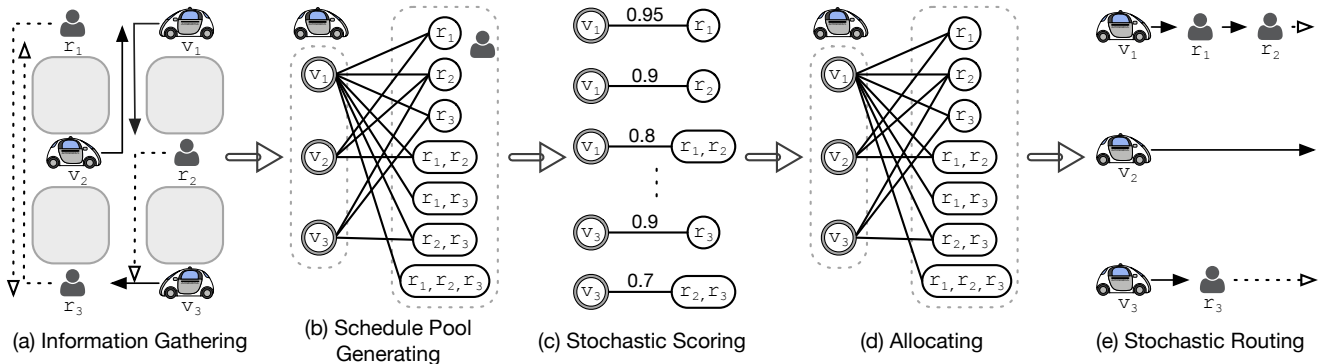 r1
v1
v2
r2
r3
v3
(a) Information Gathering
v1
v2
v3
r1
r2
r3
r1, r2
r1, r3
r2, r3
r1, r2, r3
(b) Schedule Pool
Generating
v1 0.95 r1
v1 0.9 r2
v1 0.8 r1, r2
v3 0.9 r3
v3 0.7 r2, r3
(c) Stochastic Scoring
v1
v2
v3
r1
r2
r3
r1, r2
r1, r3
r2, r3
r1, r2, r3
(d) Allocating
v1 r1 r2
v2
v3 r3
(e) Stochastic Routing